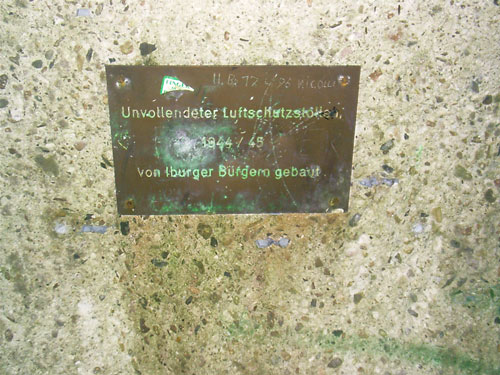 Unvollendeter Luftschutzstollen
1944 / 45
von Iburger Bürgern gebaut